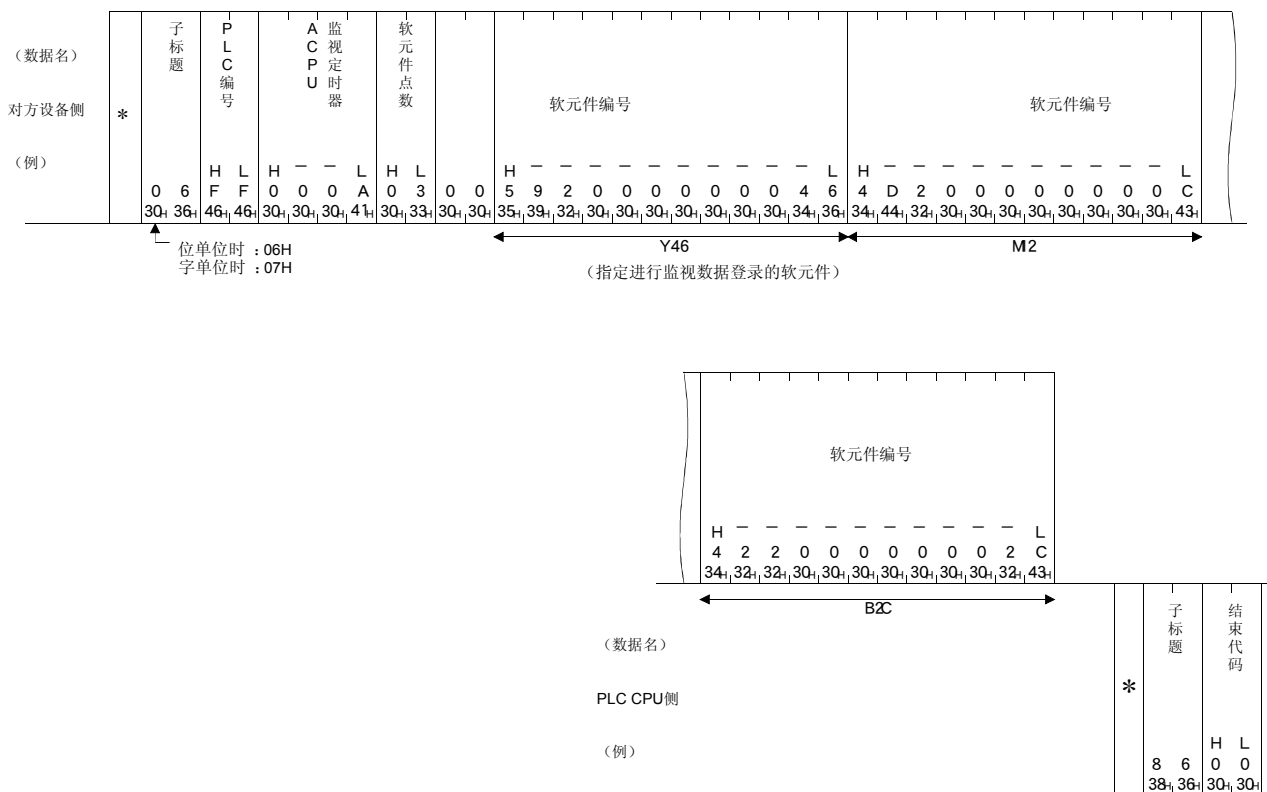 （数据名）
对方设备侧
（例）
*
子标题
PLC编号
ACPU
监视定时器
软元件点数
软元件编号
软元件编号
H L H － － L H L H － － － － － － － － － － L H － － － － － － － － － － L
0 6 F F 0 0 0 A 0 3 0 0 5 9 2 0 0 0 0 0 0 0 4 6 4 D 2 0 0 0 0 0 0 0 0 C
30H 36H 46H 46H 30H 30H 30H 41H 30H 33H 30H 30H 35H 39H 32H 30H 30H 30H 30H 30H 30H 30H 34H 36H 34H 44H 32H 30H 30H 30H 30H 30H 30H 30H 30H 43H
位单位时 ：06H
字单位时 ：07H
Y46
M12
（指定进行监视数据登录的软元件）
软元件编号
H － － － － － － － － － － L
4 2 2 0 0 0 0 0 0 0 2 C
34H 32H 32H 30H 30H 30H 30H 30H 30H 30H 32H 43H
B2C
（数据名）
PLC CPU侧
（例）
*
子标题
结束代码
H L
8 6 0 0
38H 36H 30H 30H